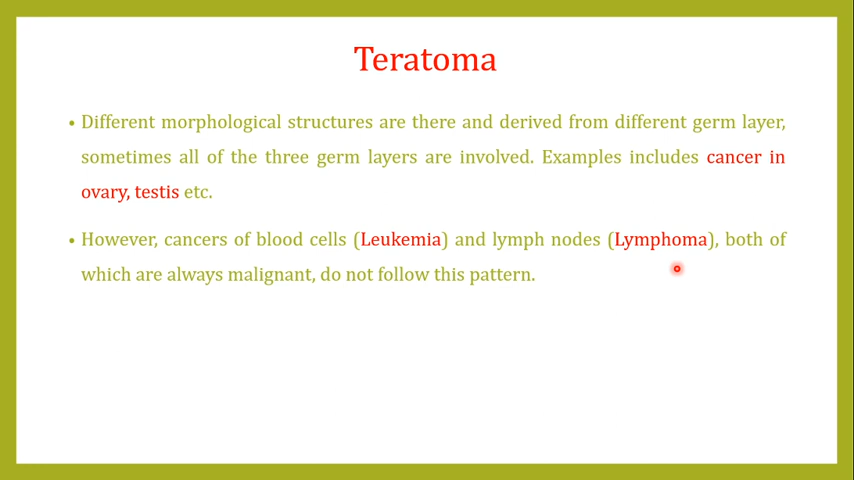 Teratoma
• Different morphological structures are there and derived from different germ layer,
sometimes all of the three germ layers are involved. Examples includes cancer in
ovary, testis etc.
• However, cancers of blood cells (Leukemia) and lymph nodes (Lymphoma), both of
which are always malignant, do not follow this pattern.